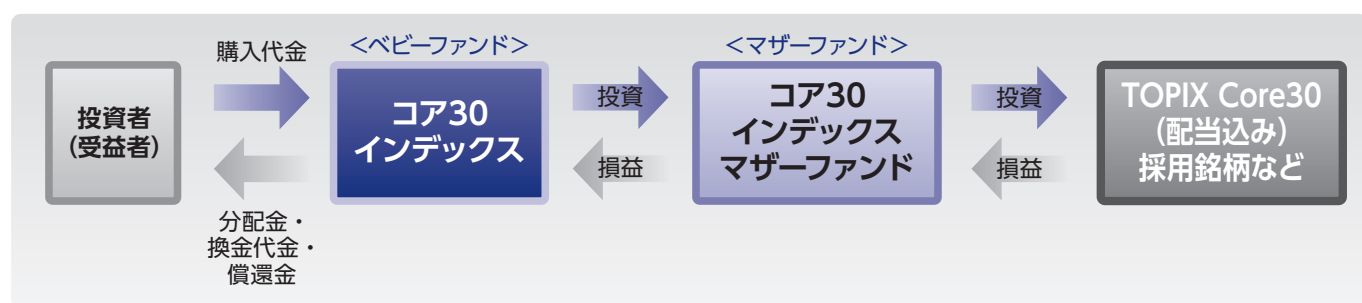 投資者
(受益者)
購入代金
分配金・
換金代金・
償還金
<ベビーファンド>
コア30
インデックス
投資
損益
<マザーファンド>
コア30
インデックス
マザーファンド
投資
損益
TOPIX Core30
(配当込み)
採用銘柄など